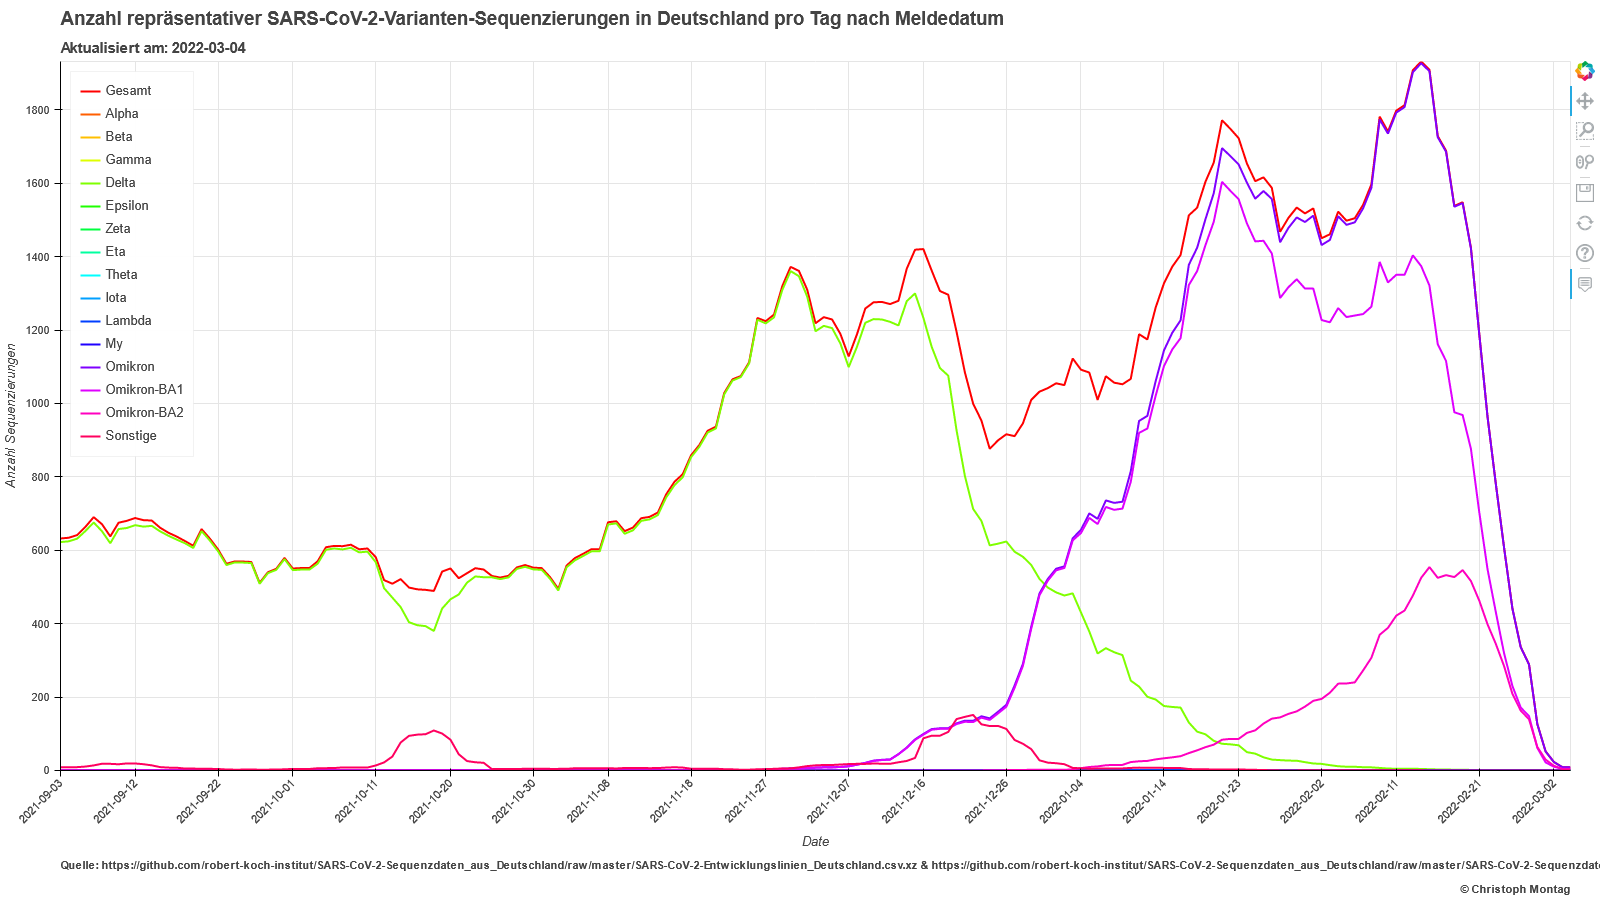 Anzahl repräsentativer SARS-CoV-2-Varianten-Sequenzierungen in Deutschland pro Tag nach Meldedatum
Aktualisiert am: 2022-03-04
Gesamt
Alpha
Beta
Gamma
Delta
Epsilon
Zeta
Eta
Theta
Iota
Lambda
My
Omikron
Omikron-BA1
Omikron-BA2
Sonstige
Anzahl Sequenzierungen
1800
1600
1400
1200
1000
800
600
400
200
0
2021-09-03
2021-09-12
2021-09-22
2021-10-01
2021-10-11
2021-10-20
2021-10-30
2021-11-08
2021-11-18
2021-11-27
2021-12-07
2021-12-16
2021-12-26
2022-01-04
2022-01-14
2022-01-23
2022-02-02
2022-02-11
2022-02-21
2022-03-02
Date
Quelle: https://github.com/robert-koch-institut/SARS-CoV-2-Sequenzdaten_aus_Deutschland/raw/master/SARS-CoV-2-Entwicklungslinien_Deutschland.csv.xz & https://github.com/robert-koch-institut/SARS-CoV-2-Sequenzdaten_aus_Deutschland/raw/master/SARS-CoV-2-Sequenzdate
© Christoph Montag